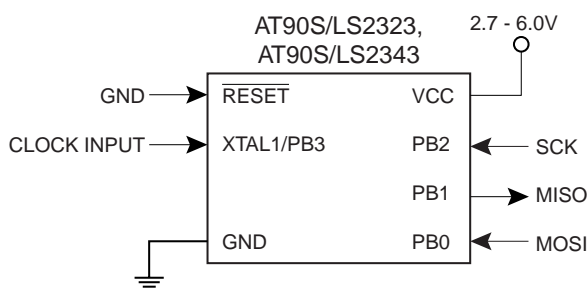 AT90S/LS2323,
AT90S/LS2343
2.7 - 6.0V
GND
RESET
VCC
CLOCK INPUT
XTAL1/PB3
PB2
SCK
PB1
MISO
GND
PB0
MOSI